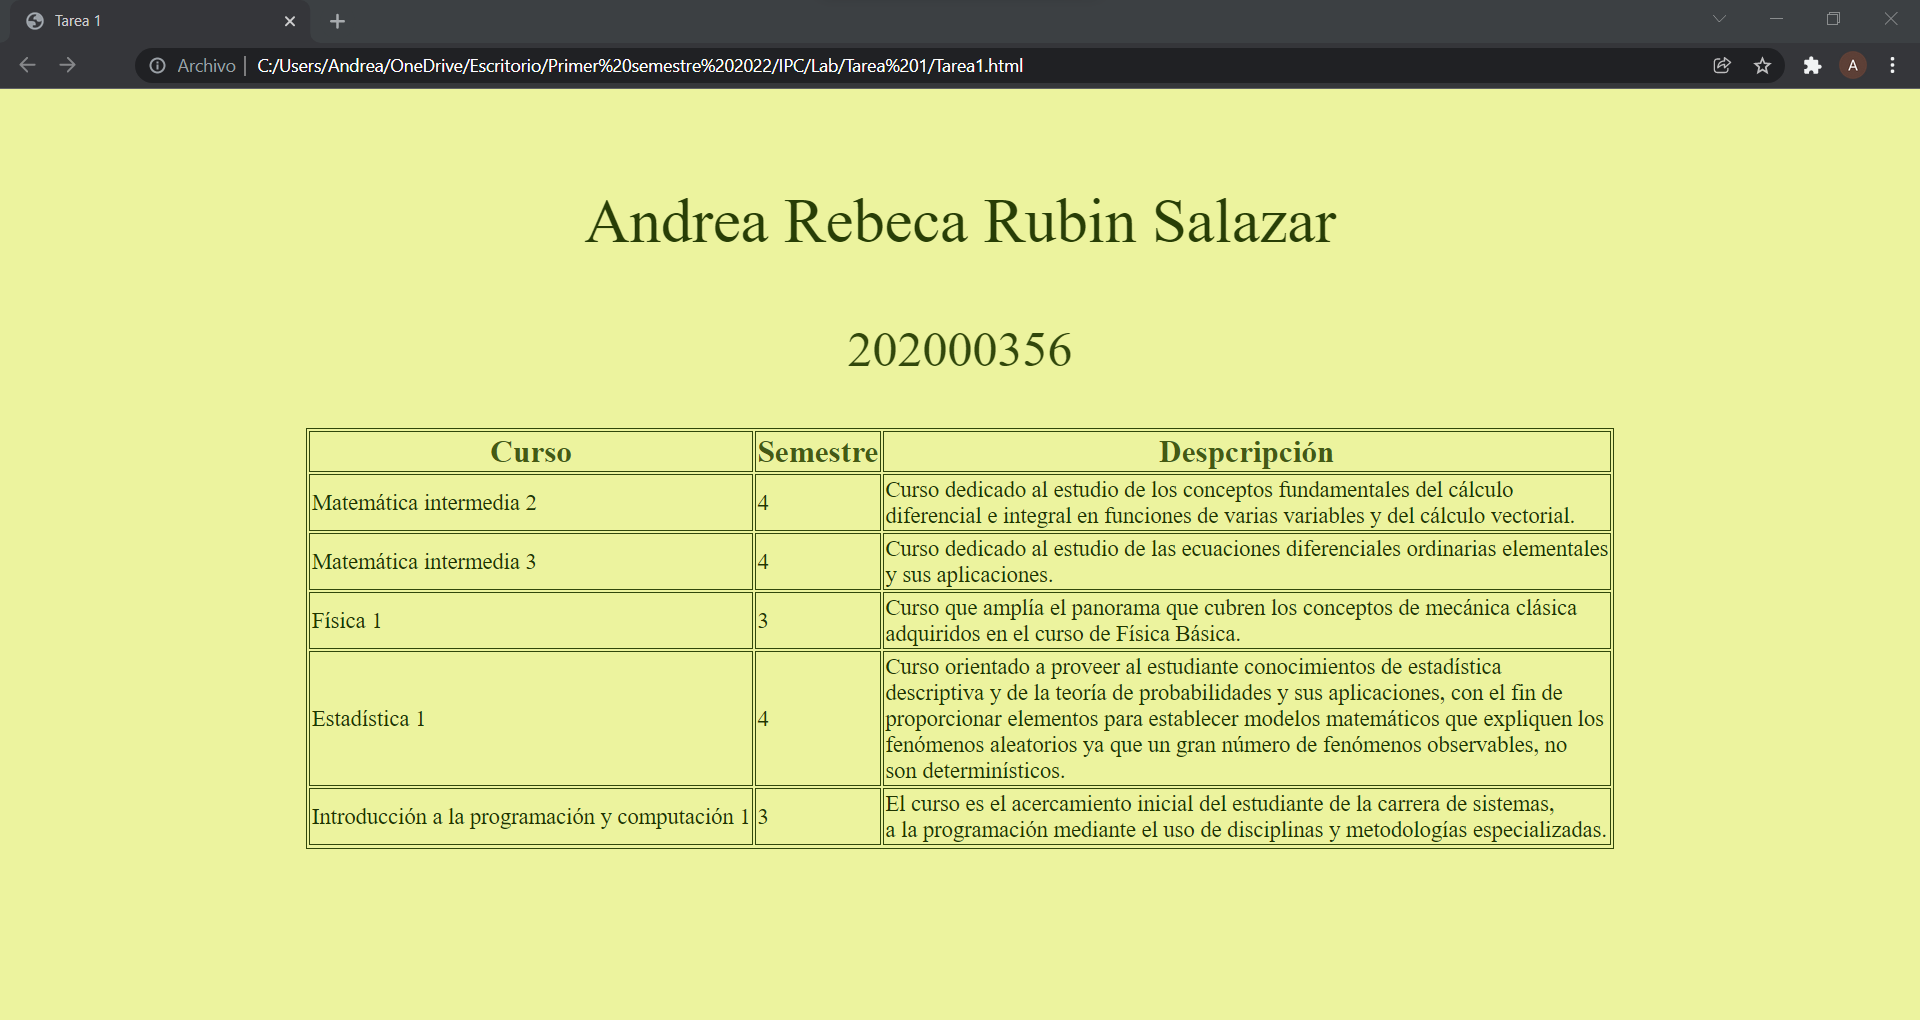 Tarea 1
Archivo C:/Users/Andrea/OneDrive/Escritorio/Primer%20semestre%202022/IPC/Lab/Tarea%201/Tarea1.html
A
Andrea Rebeca Rubin Salazar
202000356
Curso Semestre Despcripción
Matemática intermedia 2 4 Curso dedicado al estudio de los conceptos fundamentales del cálculo
diferencial e integral en funciones de varias variables y del cálculo vectorial.
Matemática intermedia 3 4 Curso dedicado al estudio de las ecuaciones diferenciales ordinarias elementales
y sus aplicaciones.
Física 1 3 Curso que amplía el panorama que cubren los conceptos de mecánica clásica
adquiridos en el curso de Física Básica.
Estadística 1 4 Curso orientado a proveer al estudiante conocimientos de estadística
descriptiva y de la teoría de probabilidades y sus aplicaciones, con el fin de
proporcionar elementos para establecer modelos matemáticos que expliquen los
fenómenos aleatorios ya que un gran número de fenómenos observables, no
son determinísticos.
Introducción a la programación y computación 1 3 El curso es el acercamiento inicial del estudiante de la carrera de sistemas,
a la programación mediante el uso de disciplinas y metodologías especializadas.